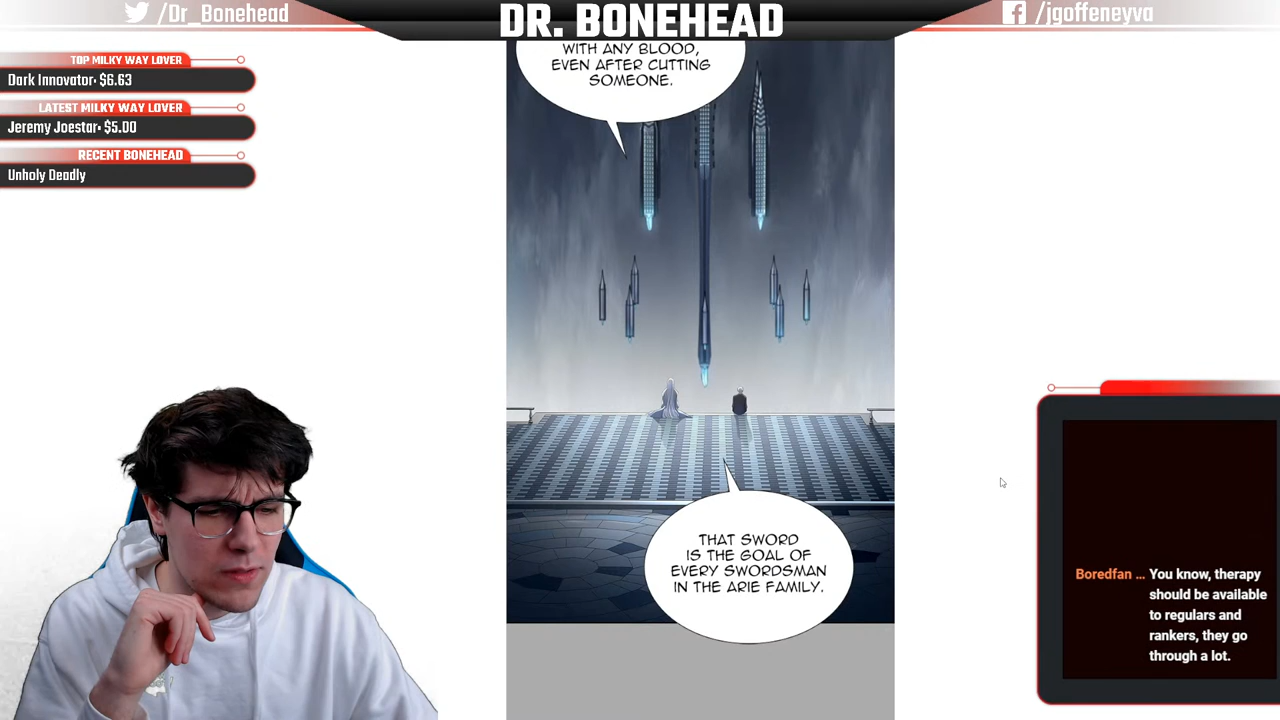 /Dr_Bonehead
DR. BONEHEAD
/jgoffeneyva
TOP MILKY WAY LOVER
Dark Innovator• $6.63
LATEST MILKY WAY LOVER
Jeremy Joestar• $5.00
RECENT BONEHEAD
Unholy Deadly
WITH ANY BLOOD,
EVEN AFTER CUTTING
SOMEONE.
THAT SWORD
IS THE GOAL OF
EVERY SWORDSMAN
IN THE ARIE FAMILY.
Boredfan ... You know, therapy
should be available
to regulars and
rankers, they go
through a lot.